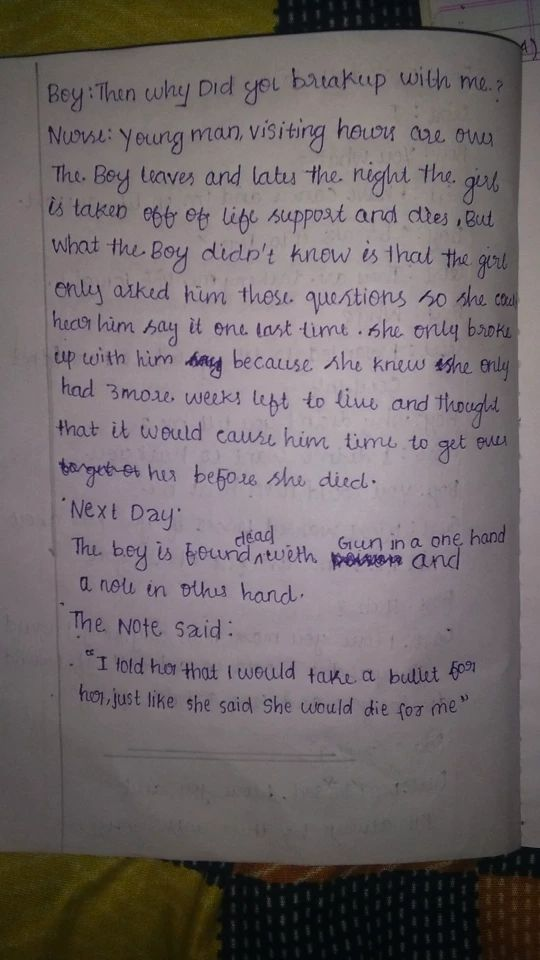 Boy: Then why Did you breakup with me.?
Nurse: Young man, visiting hours are over
The Boy leaves and later the night the girl
is taken off of life support and dies, But
what the Boy didn't know is that the girl
only asked him those questions so she could
hear him say it one last time. she only broke
up with him because she knew she only
had 3 more weeks left to live and thought
that it would cause him time to get over
her before she died.
'Next Day'
The boy is found dead with Gun in a one hand and
a note in other hand.
The Note said:
"I told her that I would take a bullet for
her, just like she said She would die for me"